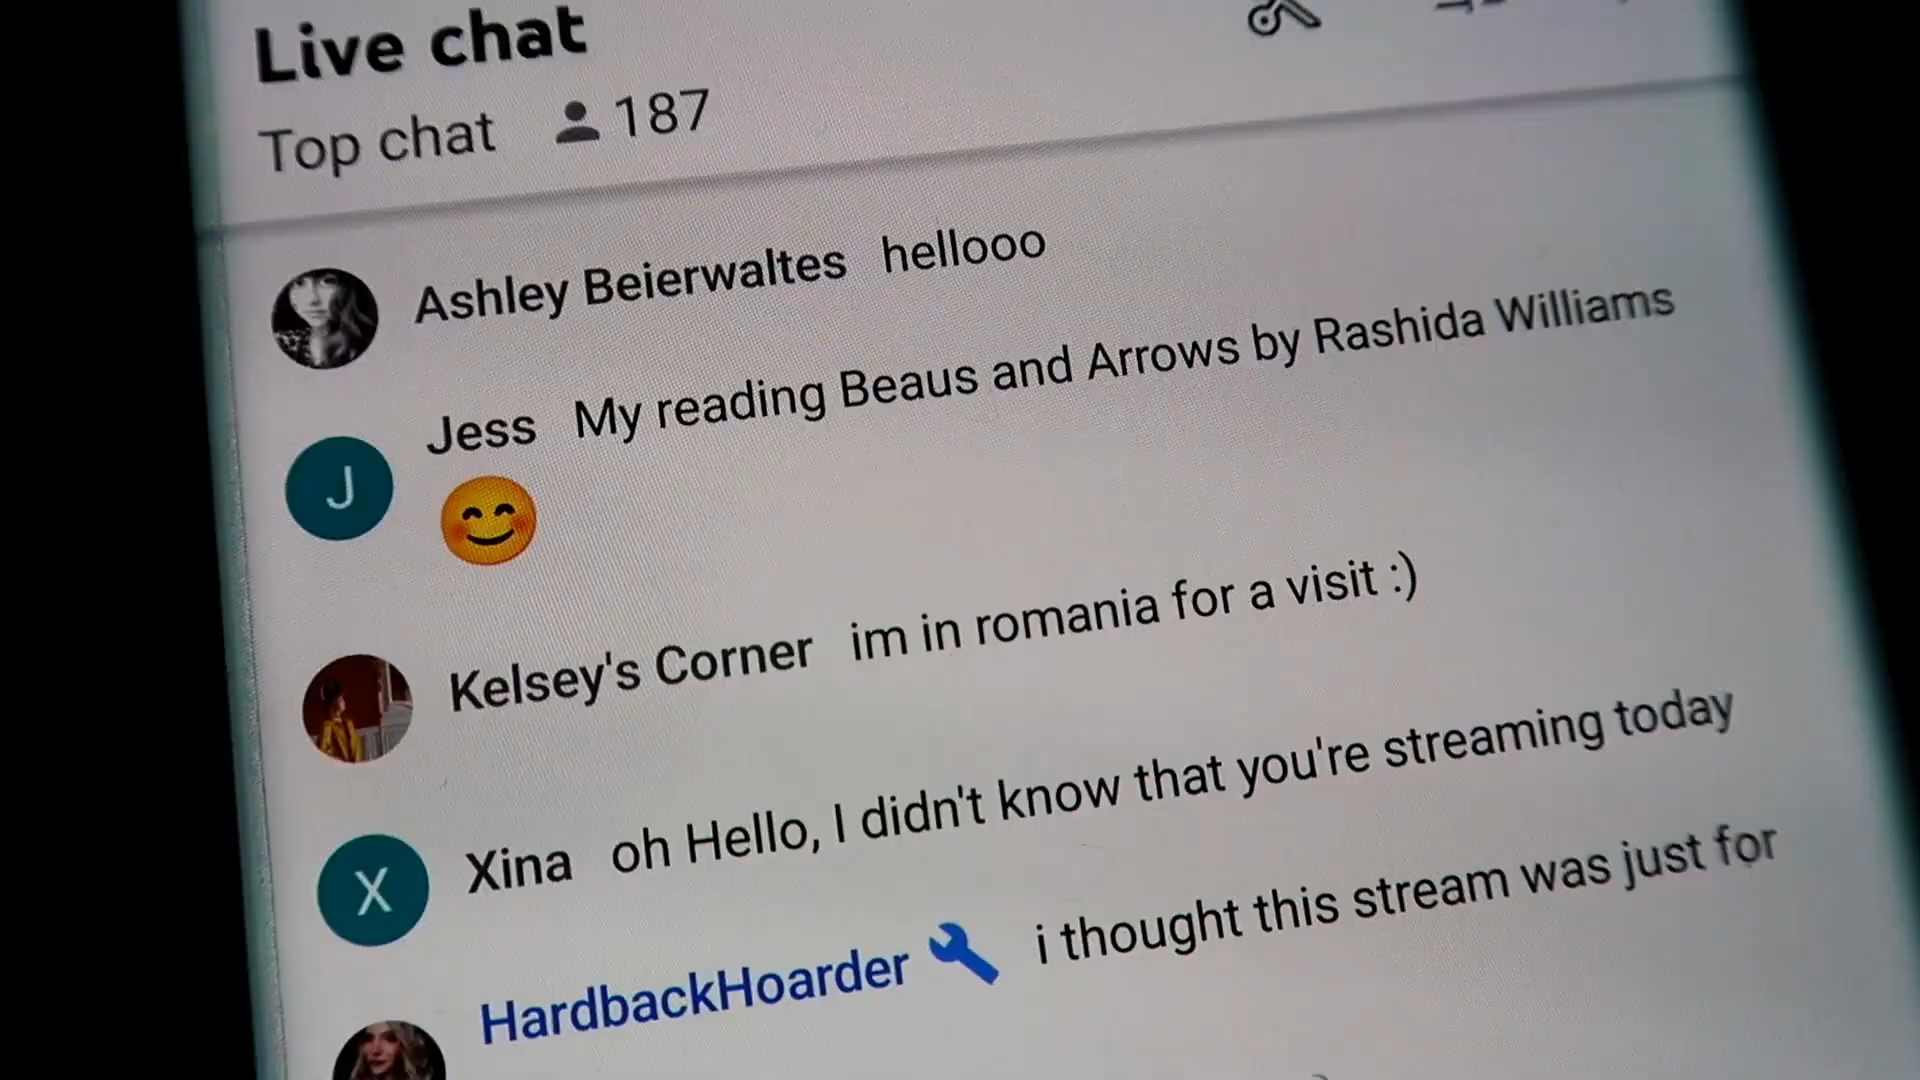 Live chat
Top chat 187
Ashley Beierwaltes hellooo
Jess My reading Beaus and Arrows by Rashida Williams
J
Kelsey's Corner im in romania for a visit :)
Xina oh Hello, I didn't know that you're streaming today
X
HardbackHoarder i thought this stream was just for